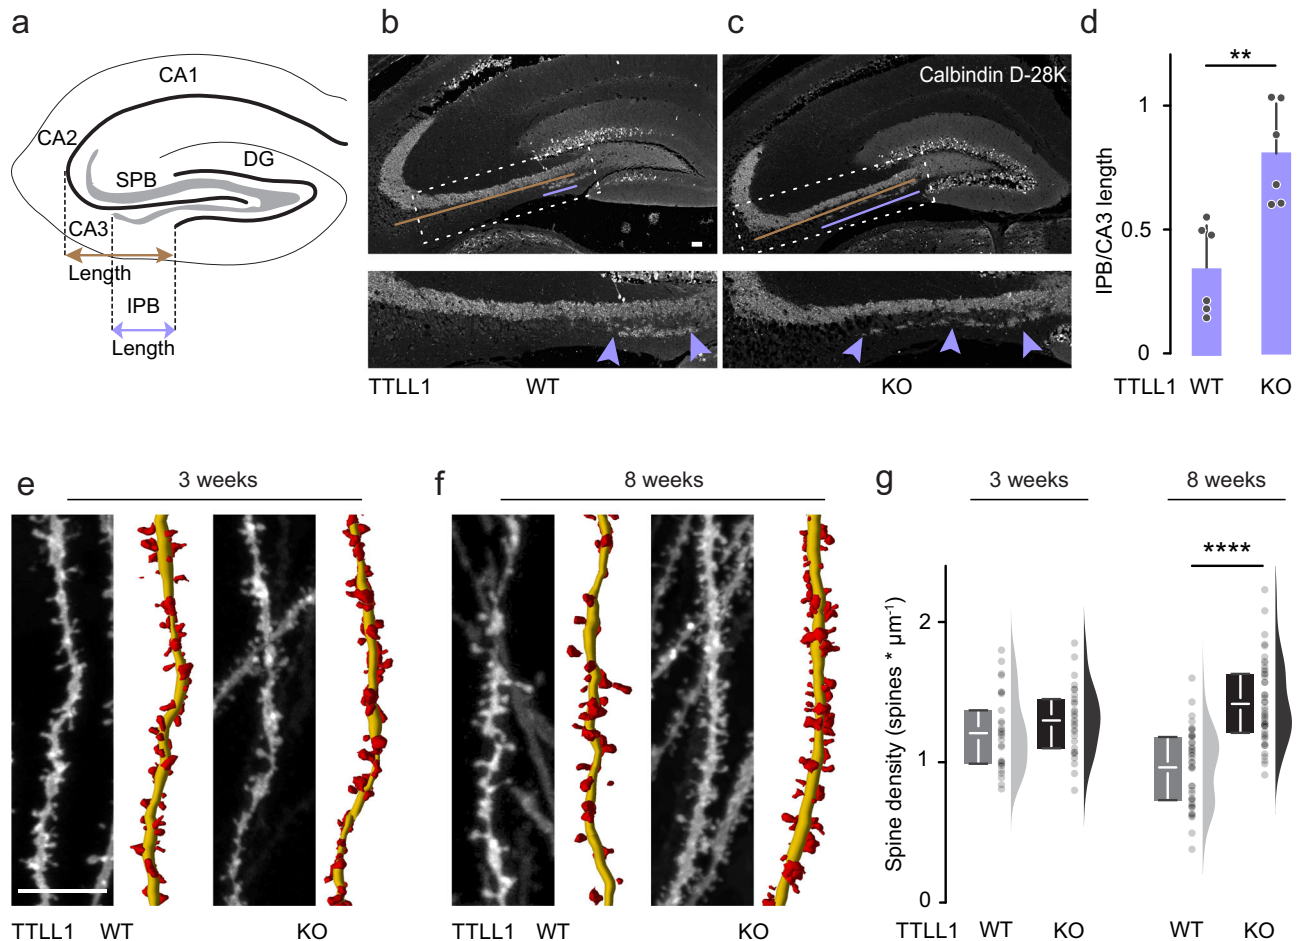 a
CA1
CA2
DG
SPB
CA3
Length
IPB
Length
b
c
Calbindin D-28K
TTLL1 WT KO
d
**
IPB/CA3 length
1
0.5
0
TTLL1 WT KO
e
3 weeks
TTLL1 WT KO
f
8 weeks
WT KO
g
3 weeks 8 weeks
****
Spine density (spines * µm⁻¹)
2
1
0
TTLL1 WT KO WT KO